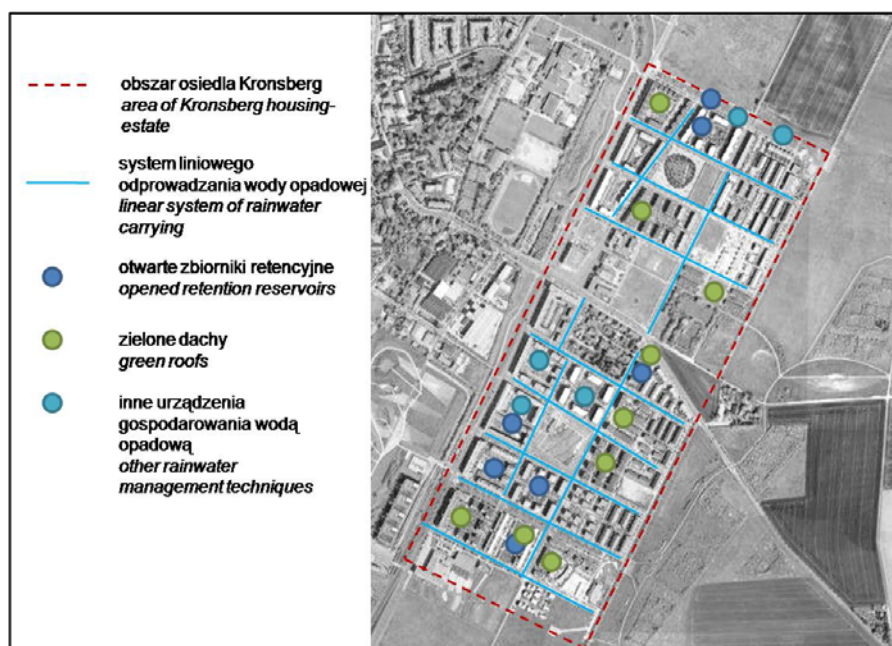 obszar osiedla Kronsberg
area of Kronsberg housing-
estate
system liniowego
odprowadzania wody opadowej
linear system of rainwater
carrying
otwarte zbiorniki retencyjne
opened retention reservoirs
zielone dachy
green roofs
inne urządzenia
gospodarowania wodą
opadową
other rainwater
management techniques